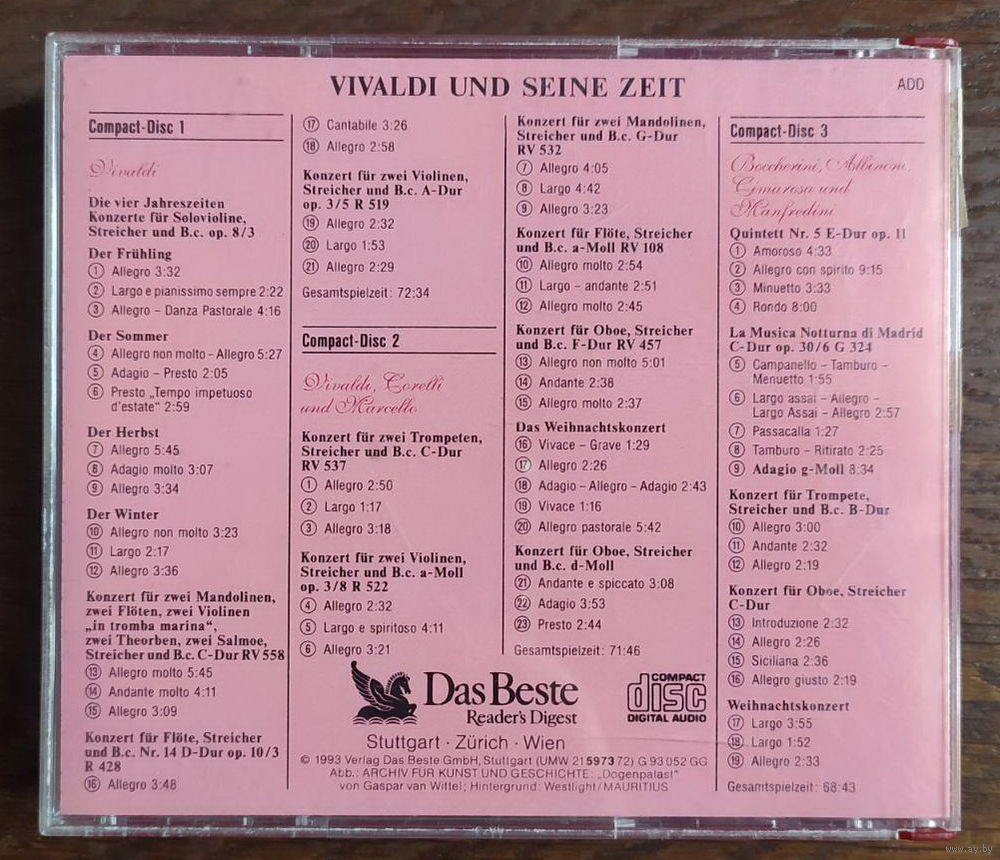 VIVALDI UND SEINE ZEIT
ADD
Compact-Disc 1
Vivaldi
Die vier Jahreszeiten
Konzerte für Solovioline,
Streicher und B.c. op. 8/3
Der Frühling
1 Allegro 3:32
2 Largo e pianissimo sempre 2:22
3 Allegro – Danza Pastorale 4:16
Der Sommer
4 Allegro non molto – Allegro 5:27
5 Adagio – Presto 2:05
6 Presto „Tempo impetuoso
d'estate" 2:59
Der Herbst
7 Allegro 5:45
8 Adagio molto 3:07
9 Allegro 3:34
Der Winter
10 Allegro non molto 3:23
11 Largo 2:17
12 Allegro 3:36
Konzert für zwei Mandolinen,
zwei Flöten, zwei Violinen
„in tromba marina“,
zwei Theorben, zwei Salmoe,
Streicher und B.c. C-Dur RV 558
13 Allegro molto 5:45
14 Andante molto 4:11
15 Allegro 3:09
Konzert für Flöte, Streicher
und B.c. Nr. 14 D-Dur op. 10/3
R 428
16 Allegro 3:48
17 Cantabile 3:26
18 Allegro 2:58
Konzert für zwei Violinen,
Streicher und B.c. A-Dur
op. 3/5 R 519
19 Allegro 2:32
20 Largo 1:53
21 Allegro 2:29
Gesamtspielzeit: 72:34
Compact-Disc 2
Vivaldi, Corelli
und Marcello
Konzert für zwei Trompeten,
Streicher und B.c. C-Dur
RV 537
1 Allegro 2:50
2 Largo 1:17
3 Allegro 3:18
Konzert für zwei Violinen,
Streicher und B.c. a-Moll
op. 3/8 R 522
4 Allegro 2:32
5 Largo e spiritoso 4:11
6 Allegro 3:21
Konzert für zwei Mandolinen,
Streicher und B.c. G-Dur
RV 532
7 Allegro 4:05
8 Largo 4:42
9 Allegro 3:23
Konzert für Flöte, Streicher
und B.c. a-Moll RV 108
10 Allegro molto 2:54
11 Largo – andante 2:51
12 Allegro molto 2:45
Konzert für Oboe, Streicher
und B.c. F-Dur RV 457
13 Allegro non molto 5:01
14 Andante 2:38
15 Allegro molto 2:37
Das Weihnachtskonzert
16 Vivace – Grave 1:29
17 Allegro 2:26
18 Adagio – Allegro – Adagio 2:43
19 Vivace 1:16
20 Allegro pastorale 5:42
Konzert für Oboe, Streicher
und B.c. d-Moll
21 Andante e spiccato 3:08
22 Adagio 3:53
23 Presto 2:44
Gesamtspielzeit: 71:46
Compact-Disc 3
Boccherini, Albinoni,
Cimarosa und
Manfredini
Quintett Nr. 5 E-Dur op. 11
1 Amoroso 4:33
2 Allegro con spirito 9:15
3 Minuetto 3:33
4 Rondo 8:00
La Musica Notturna di Madrid
C-Dur op. 30/6 G 324
5 Campanello – Tamburo –
Menuetto 1:55
6 Largo assai – Allegro –
Largo Assai – Allegro 2:57
7 Passacalla 1:27
8 Tamburo – Ritirato 2:25
9 Adagio g-Moll 8:34
Konzert für Trompete,
Streicher und B.c. B-Dur
10 Allegro 3:00
11 Andante 2:32
12 Allegro 2:19
Konzert für Oboe, Streicher
C-Dur
13 Introduzione 2:32
14 Allegro 2:26
15 Siciliana 2:36
16 Allegro giusto 2:19
Weihnachtskonzert
17 Largo 3:55
18 Largo 1:52
19 Allegro 2:33
Gesamtspielzeit: 68:43
Das Beste
Reader's Digest
COMPACT
disc
DIGITAL AUDIO
Stuttgart · Zürich · Wien
© 1993 Verlag Das Beste GmbH, Stuttgart (UMW 21 597372) G 93 052 GG
Abb.: ARCHIV FÜR KUNST UND GESCHICHTE: „Dogenpalast“
von Gaspar van Wittel; Hintergrund: Westlight/MAURITIUS
www.ay.by